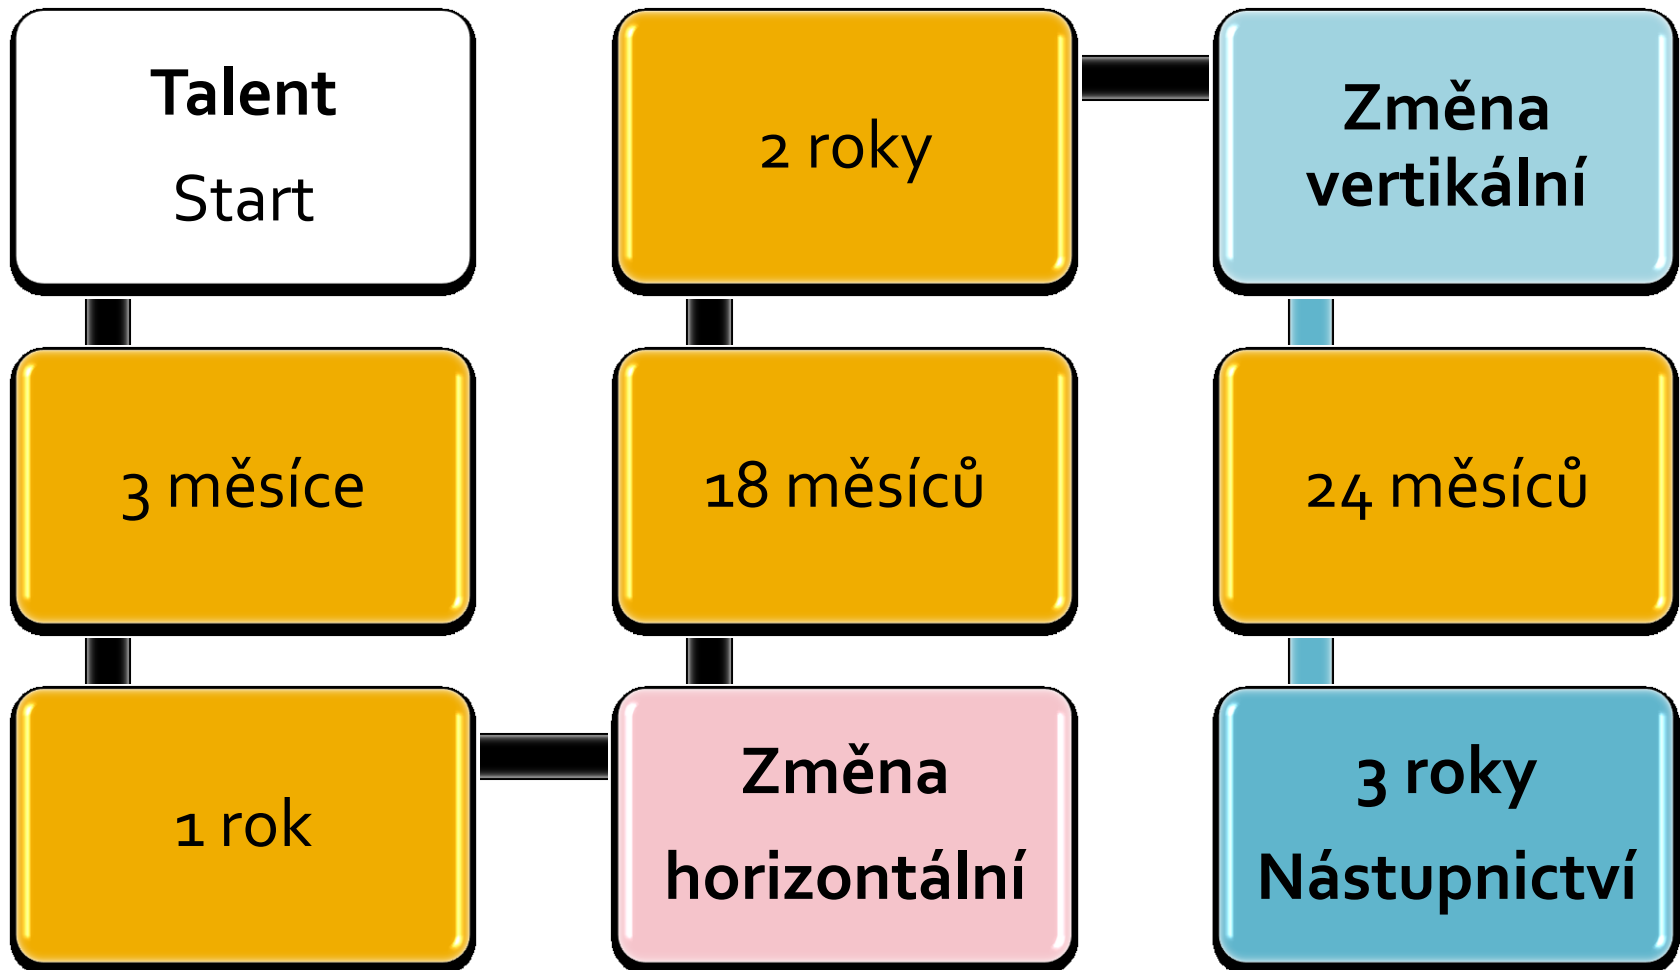 Talent
Start
3 měsíce
1 rok
Změna
horizontální
18 měsíců
2 roky
Změna
vertikální
24 měsíců
3 roky
Nástupnictví